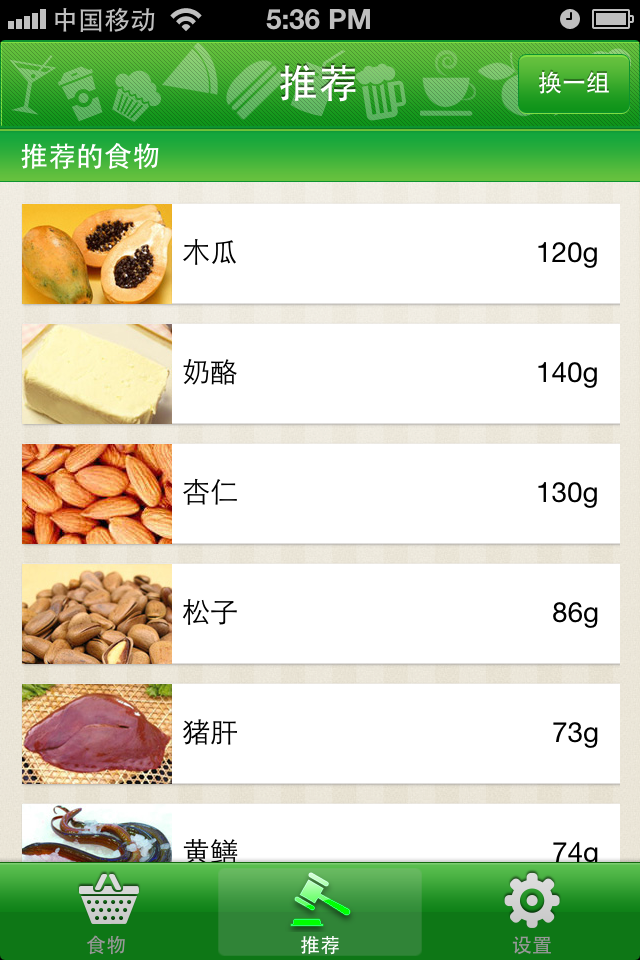 中国移动 5:36 PM
推荐 换一组
推荐的食物
木瓜 120g
奶酪 140g
杏仁 130g
松子 86g
猪肝 73g
黄鳝 74g
食物 推荐 设置